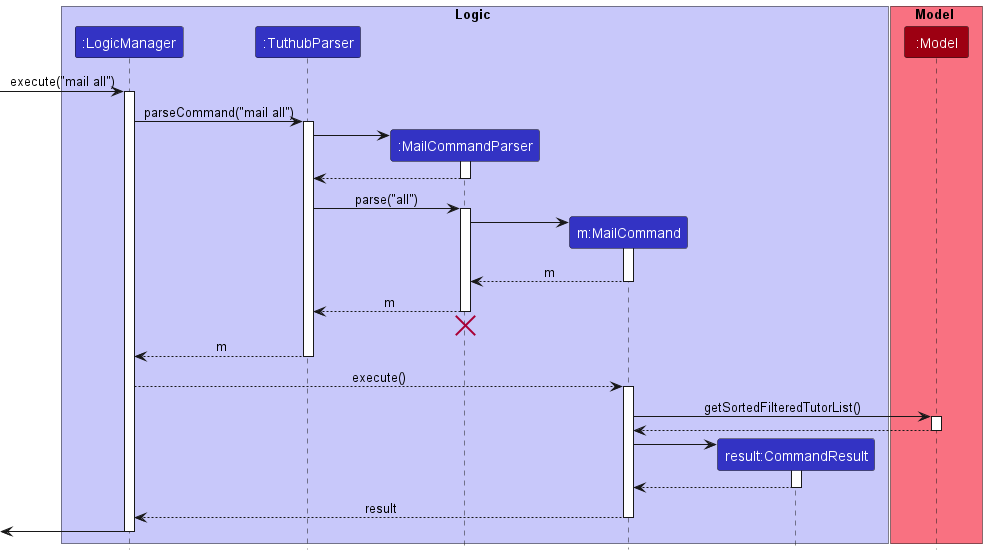 Logic
Model
:LogicManager
:TuthubParser
:Model
execute("mail all")
parseCommand("mail all")
:MailCommandParser
parse("all")
m:MailCommand
m
m
m
execute()
getSortedFilteredTutorList()
result:CommandResult
result